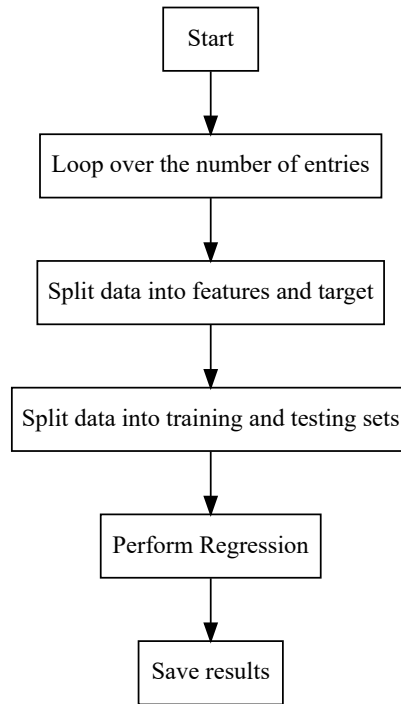 Start
Loop over the number of entries
Split data into features and target
Split data into training and testing sets
Perform Regression
Save results